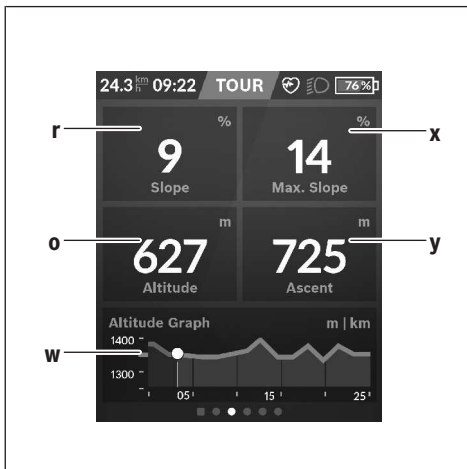 24.3 km/h 09:22 TOUR 76%
r % % x
9 14
Slope Max. Slope
o m m y
627 725
Altitude Ascent
Altitude Graph m | km
w 1400
1300
05 15 25